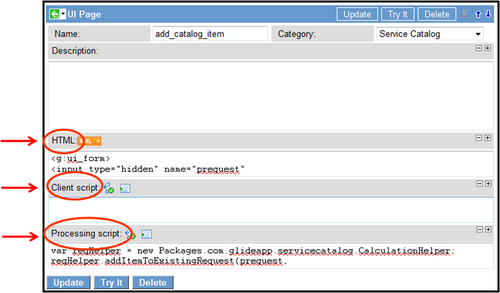 UI Page
Update Try It Delete
Name: add_catalog_item Category: Service Catalog
Description:
HTML: XML
<g:ui_form>
<input type="hidden" name="prequest"
Client script:
Processing script:
var reqHelper = new Packages.com.glideapp.servicecatalog.CalculationHelper;
reqHelper.addItemToExistingRequest(prequest,
Update Try It Delete